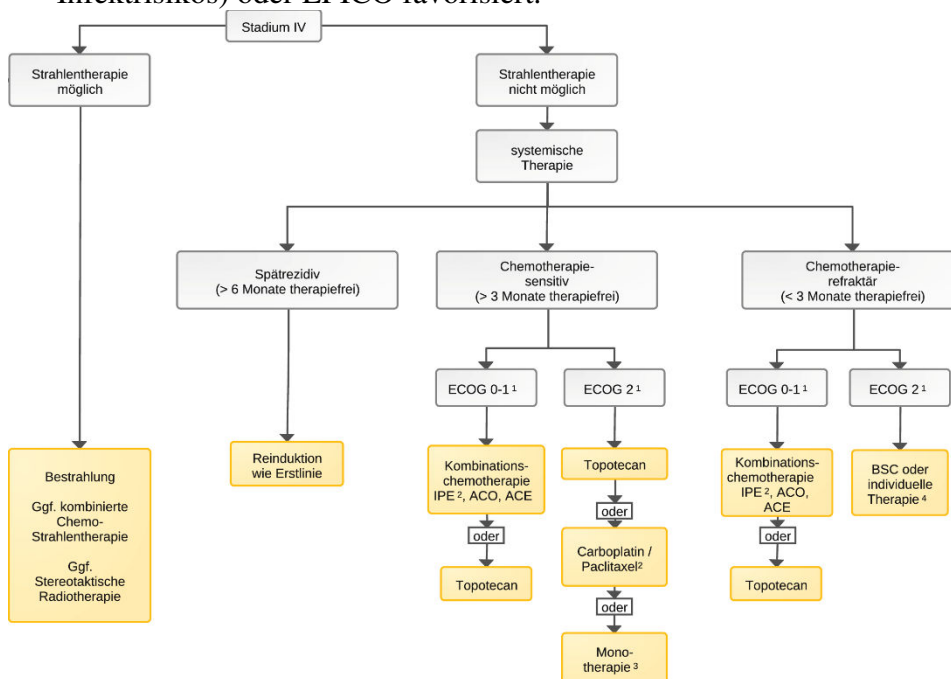 Infektrisikos) oder EPICO favorisiert.
Stadium IV
Strahlentherapie
möglich
Strahlentherapie
nicht möglich
systemische
Therapie
Spätrezidiv
(> 6 Monate therapiefrei)
Chemotherapie-
sensitiv
(> 3 Monate therapiefrei)
Chemotherapie-
refraktär
(< 3 Monate therapiefrei)
ECOG 0-1 ¹
ECOG 2 ¹
ECOG 0-1 ¹
ECOG 2 ¹
Bestrahlung
Ggf. kombinierte
Chemo-
Strahlentherapie
Ggf.
Stereotaktische
Radiotherapie
Reinduktion
wie Erstlinie
Kombinations-
chemotherapie
IPE ², ACO, ACE
oder
Topotecan
Topotecan
oder
Carboplatin /
Paclitaxel²
oder
Mono-
therapie ³
Kombinations-
chemotherapie
IPE ², ACO,
ACE
oder
Topotecan
BSC oder
individuelle
Therapie ⁴